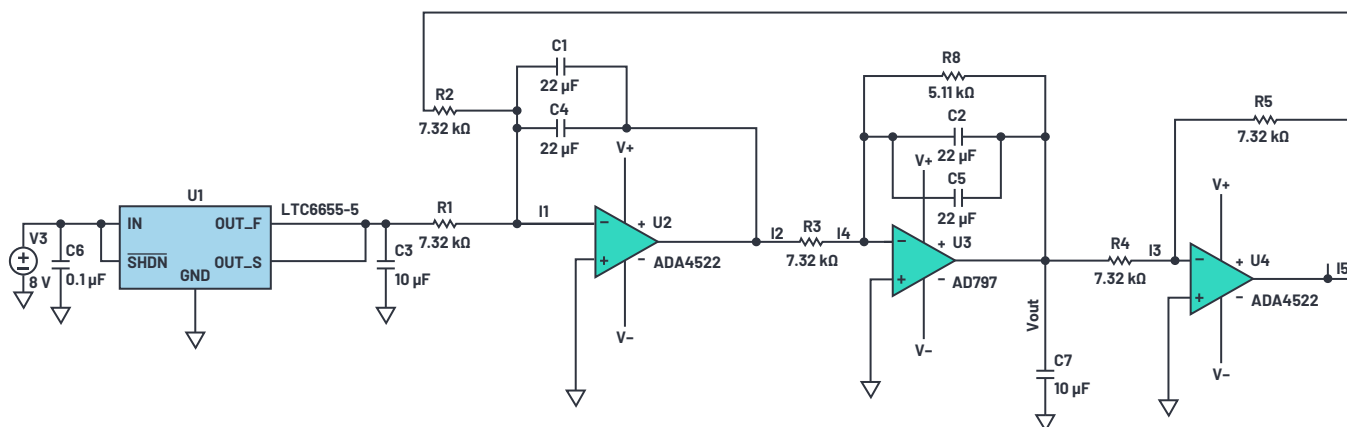 C1
22 µF
C4
22 µF
R2
7.32 kΩ
R8
5.11 kΩ
C2
22 µF
C5
22 µF
R5
7.32 kΩ
V+
V+
V+
U1
LTC6655-5
IN
OUT_F
SHDN
OUT_S
GND
V3
8 V
C6
0.1 µF
C3
10 µF
R1
7.32 kΩ
I1
−
+
+
−
U2
ADA4522
V−
I2
R3
I4
7.32 kΩ
−
+
+
−
U3
AD797
V−
Vout
C7
10 µF
R4
I3
7.32 kΩ
−
+
+
−
U4
ADA4522
I5
V−